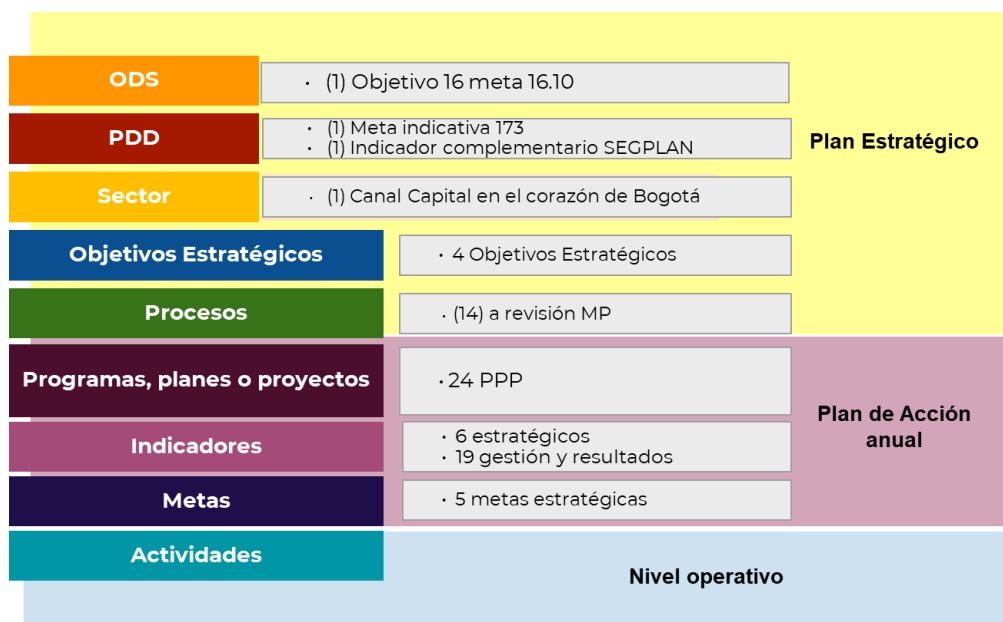 ODS
· (1) Objetivo 16 meta 16.10
PDD
· (1) Meta indicativa 173
· (1) Indicador complementario SEGPLAN
Plan Estratégico
Sector
· (1) Canal Capital en el corazón de Bogotá
Objetivos Estratégicos
· 4 Objetivos Estratégicos
Procesos
· (14) a revisión MP
Programas, planes o proyectos
· 24 PPP
Plan de Acción
anual
Indicadores
· 6 estratégicos
· 19 gestión y resultados
Metas
· 5 metas estratégicas
Actividades
Nivel operativo